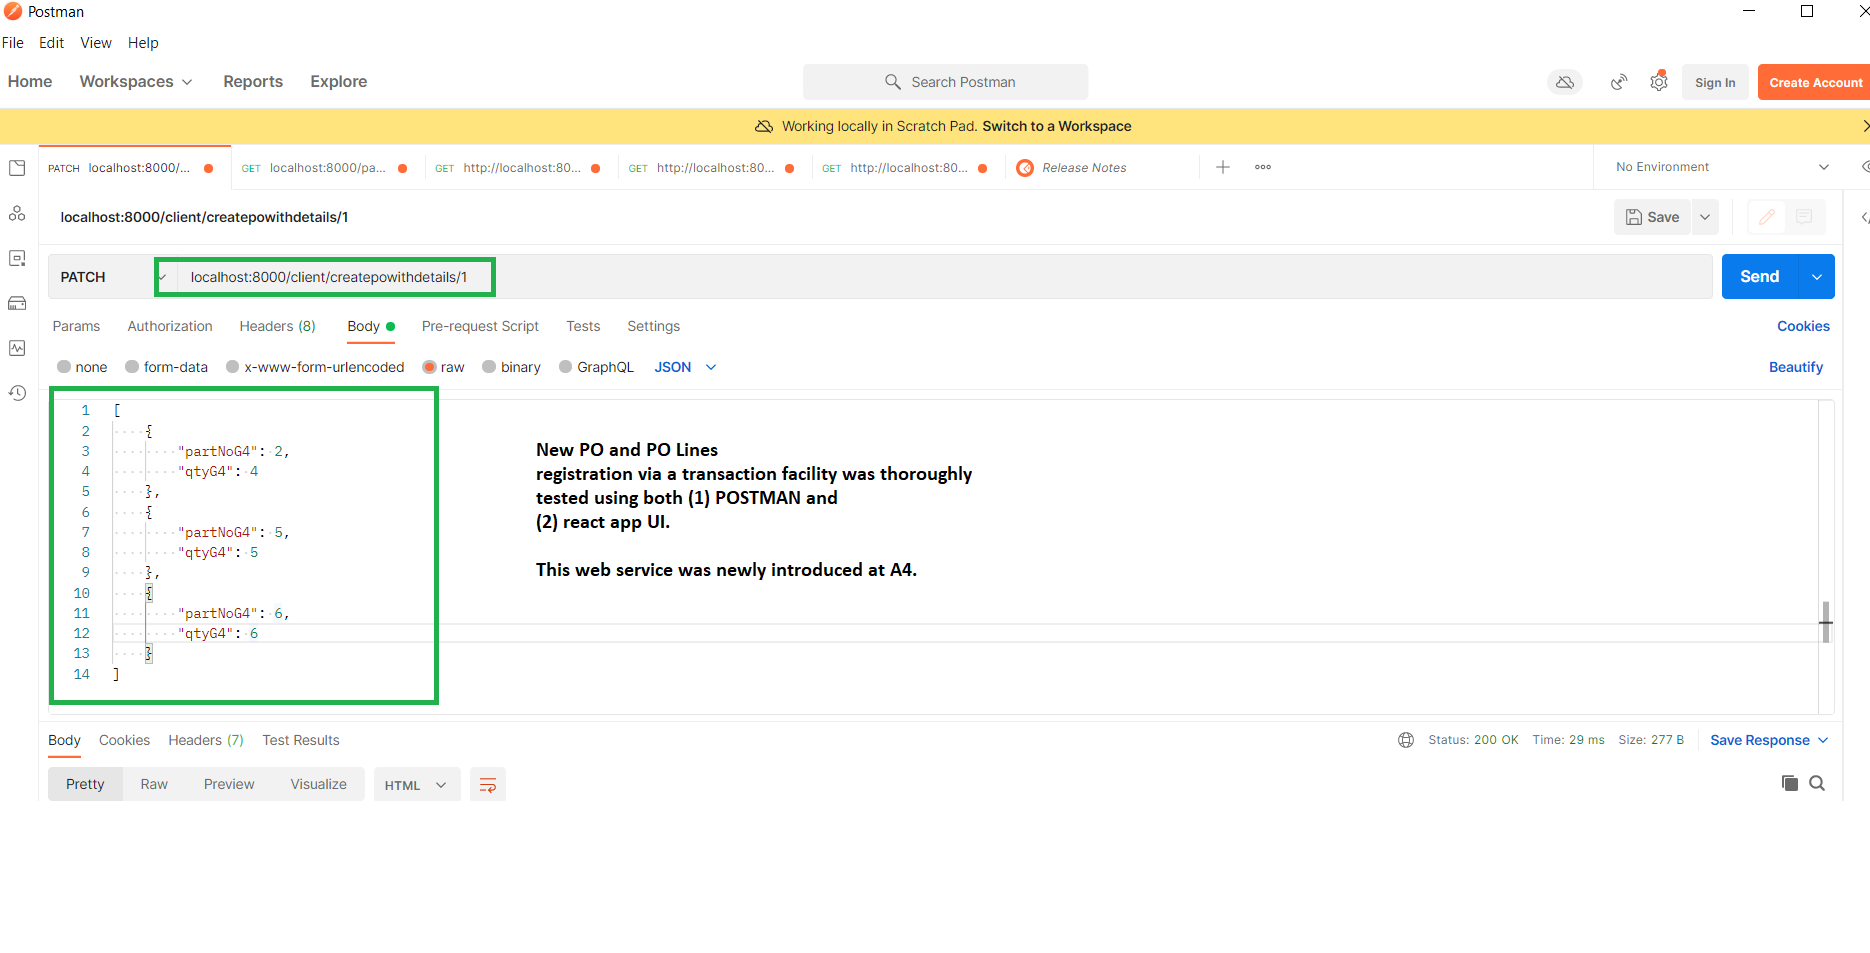 Postman
File Edit View Help
Home Workspaces Reports Explore Search Postman Sign In Create Account
Working locally in Scratch Pad. Switch to a Workspace
PATCH localhost:8000/... GET localhost:8000/pa... GET http://localhost:80... GET http://localhost:80... GET http://localhost:80... Release Notes No Environment
localhost:8000/client/createpowithdetails/1 Save
PATCH localhost:8000/client/createpowithdetails/1 Send
Params Authorization Headers (8) Body Pre-request Script Tests Settings Cookies
none form-data x-www-form-urlencoded raw binary GraphQL JSON Beautify
1 [
2 {
3 "partNoG4": 2,
4 "qtyG4": 4
5 },
6 {
7 "partNoG4": 5,
8 "qtyG4": 5
9 },
10 {
11 "partNoG4": 6,
12 "qtyG4": 6
13 }
14 ]
New PO and PO Lines
registration via a transaction facility was thoroughly
tested using both (1) POSTMAN and
(2) react app UI.
This web service was newly introduced at A4.
Body Cookies Headers (7) Test Results Status: 200 OK Time: 29 ms Size: 277 B Save Response
Pretty Raw Preview Visualize HTML